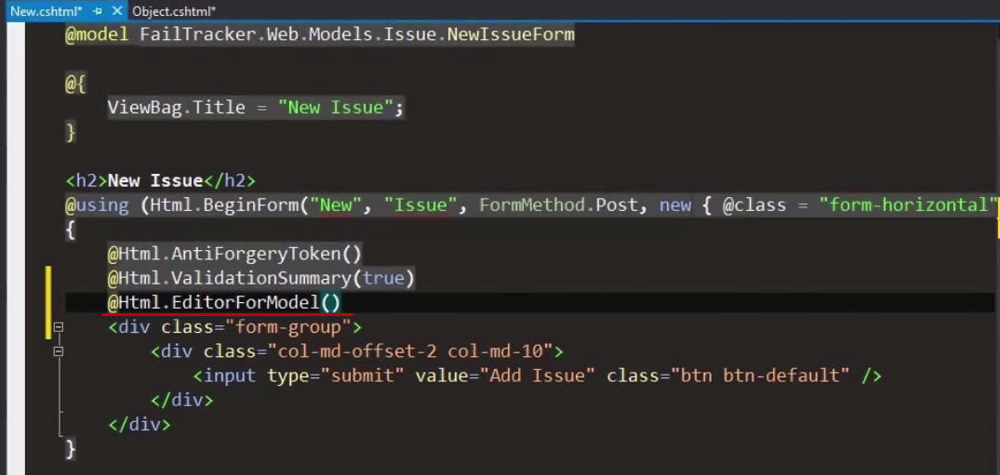 New.cshtml* Object.cshtml*
@model FailTracker.Web.Models.Issue.NewIssueForm
@{
ViewBag.Title = "New Issue";
}
<h2>New Issue</h2>
@using (Html.BeginForm("New", "Issue", FormMethod.Post, new { @class = "form-horizontal"
{
@Html.AntiForgeryToken()
@Html.ValidationSummary(true)
@Html.EditorForModel()
<div class="form-group">
<div class="col-md-offset-2 col-md-10">
<input type="submit" value="Add Issue" class="btn btn-default" />
</div>
</div>
}